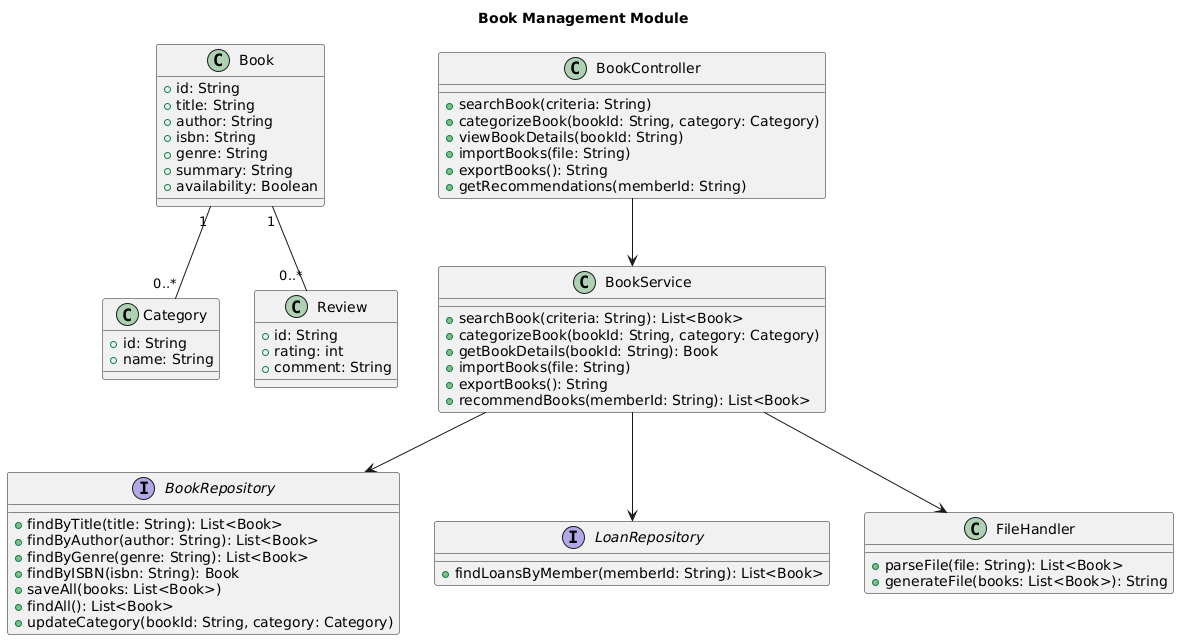 Book Management Module
C Book
id: String
title: String
author: String
isbn: String
genre: String
summary: String
availability: Boolean
C BookController
searchBook(criteria: String)
categorizeBook(bookId: String, category: Category)
viewBookDetails(bookId: String)
importBooks(file: String)
exportBooks(): String
getRecommendations(memberId: String)
1
1
0..*
0..*
C Category
id: String
name: String
C Review
id: String
rating: int
comment: String
C BookService
searchBook(criteria: String): List<Book>
categorizeBook(bookId: String, category: Category)
getBookDetails(bookId: String): Book
importBooks(file: String)
exportBooks(): String
recommendBooks(memberId: String): List<Book>
I BookRepository
findByTitle(title: String): List<Book>
findByAuthor(author: String): List<Book>
findByGenre(genre: String): List<Book>
findByISBN(isbn: String): Book
saveAll(books: List<Book>)
findAll(): List<Book>
updateCategory(bookId: String, category: Category)
I LoanRepository
findLoansByMember(memberId: String): List<Book>
C FileHandler
parseFile(file: String): List<Book>
generateFile(books: List<Book>): String